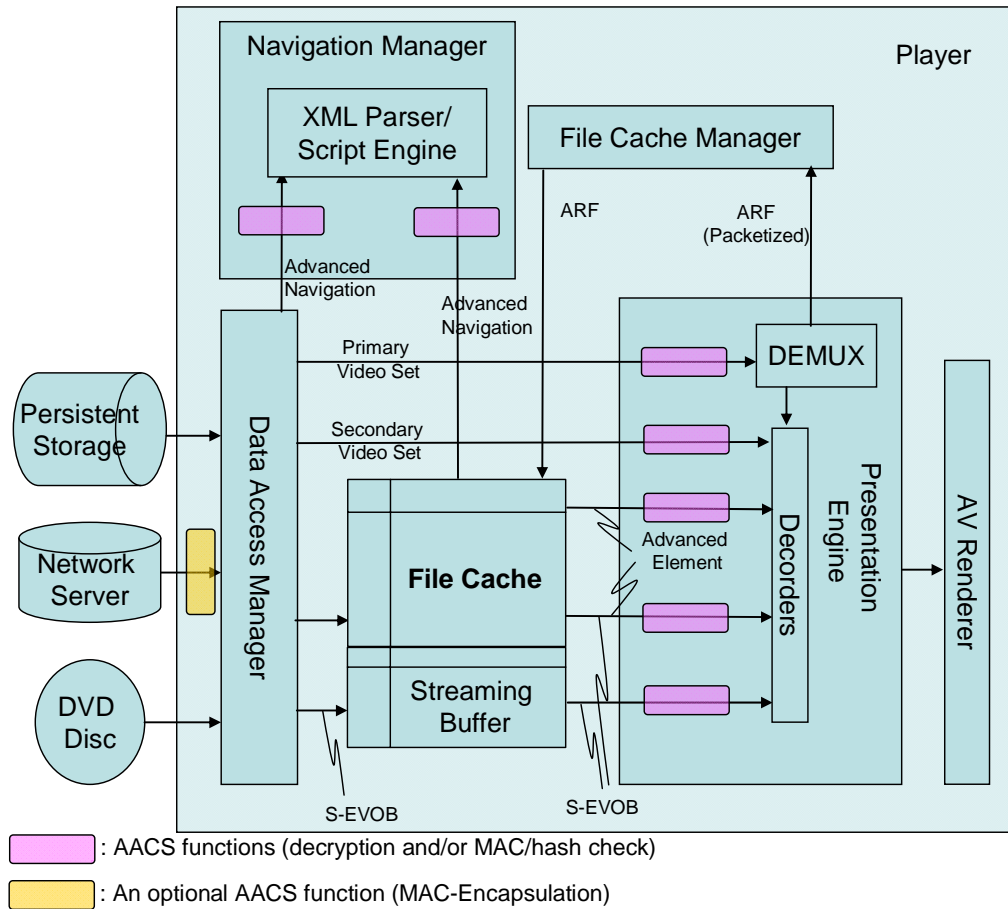 Navigation Manager
Player
XML Parser/
Script Engine
File Cache Manager
ARF
ARF
(Packetized)
Advanced
Navigation
Advanced
Navigation
Primary
Video Set
DEMUX
Persistent
Storage
Secondary
Video Set
Data Access Manager
File Cache
Advanced
Element
Decorders
Presentation
Engine
AV Renderer
Network
Server
Streaming
Buffer
DVD
Disc
S-EVOB
S-EVOB
: AACS functions (decryption and/or MAC/hash check)
: An optional AACS function (MAC-Encapsulation)